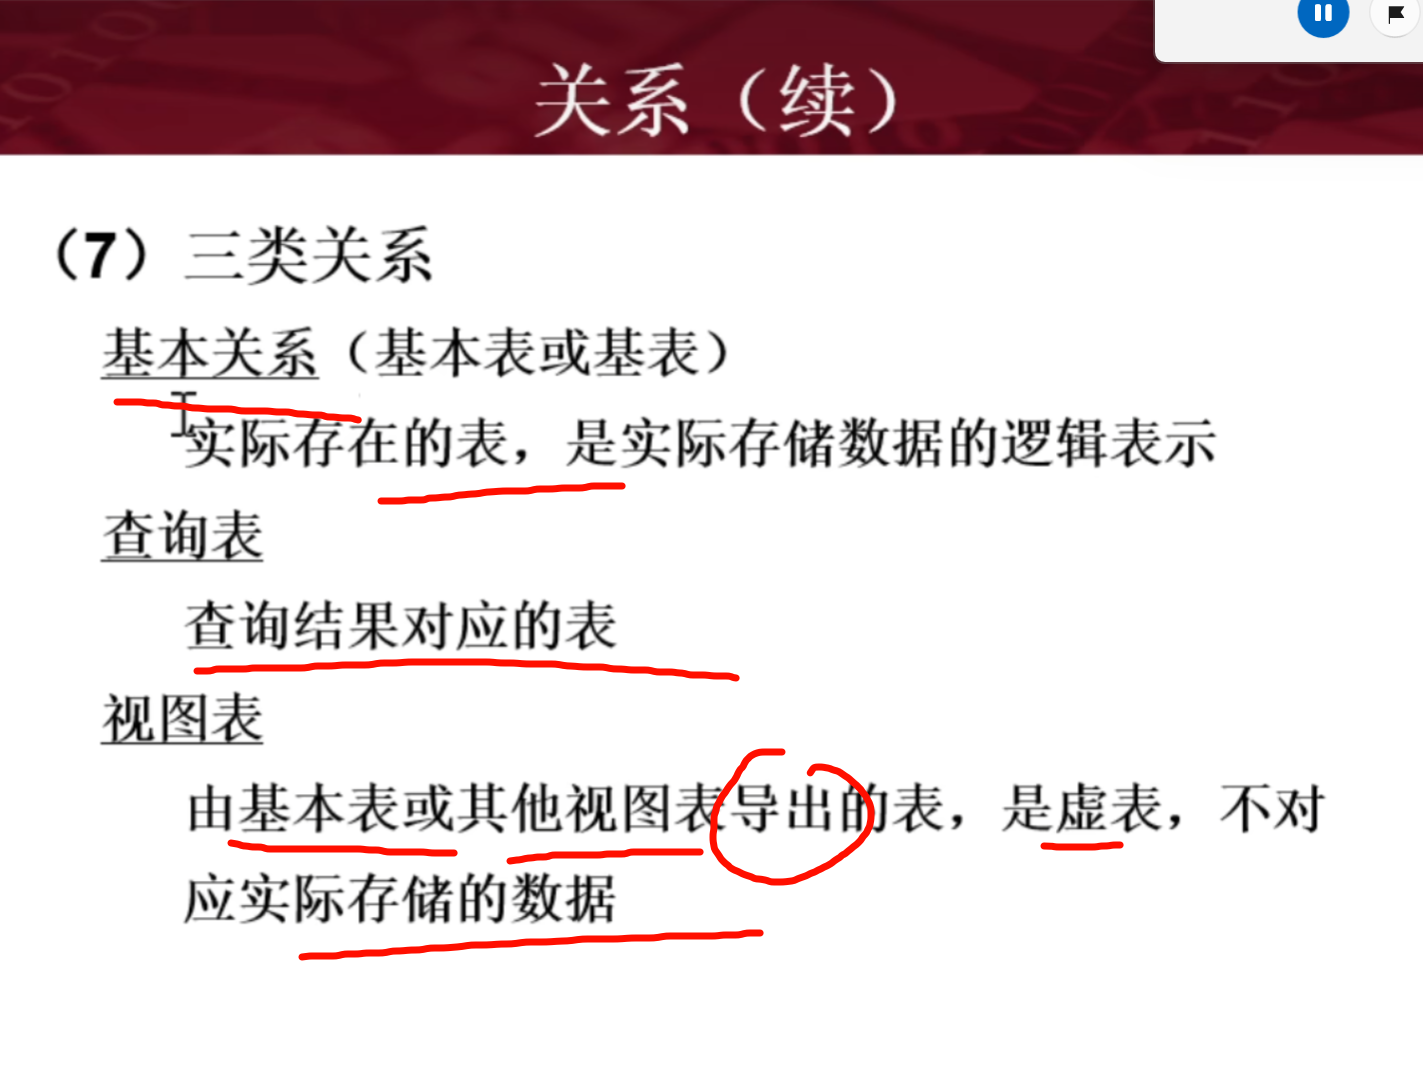 关系（续）
（7）三类关系
基本关系（基本表或基表）
实际存在的表，是实际存储数据的逻辑表示
查询表
查询结果对应的表
视图表
由基本表或其他视图表导出的表，是虚表，不对
应实际存储的数据